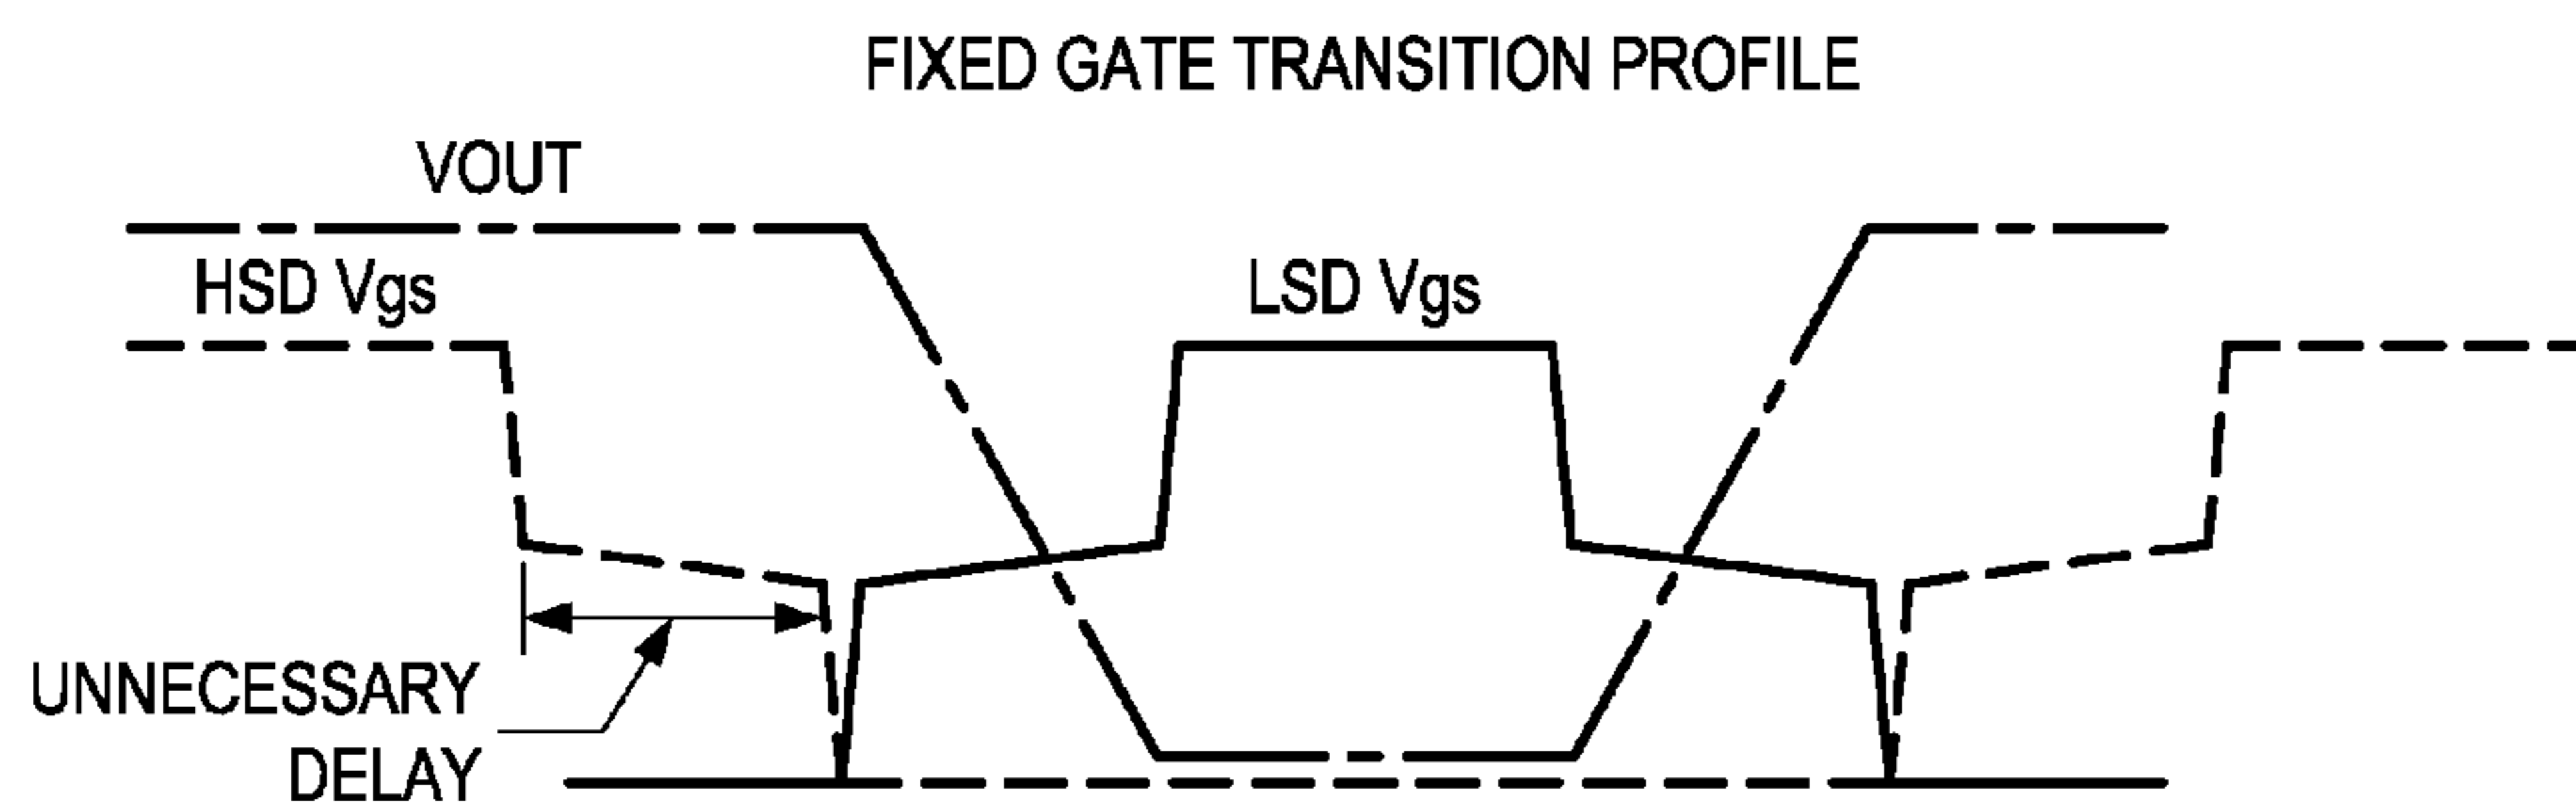 FIXED GATE TRANSITION PROFILE
VOUT
HSD Vgs
LSD Vgs
UNNECESSARY
DELAY